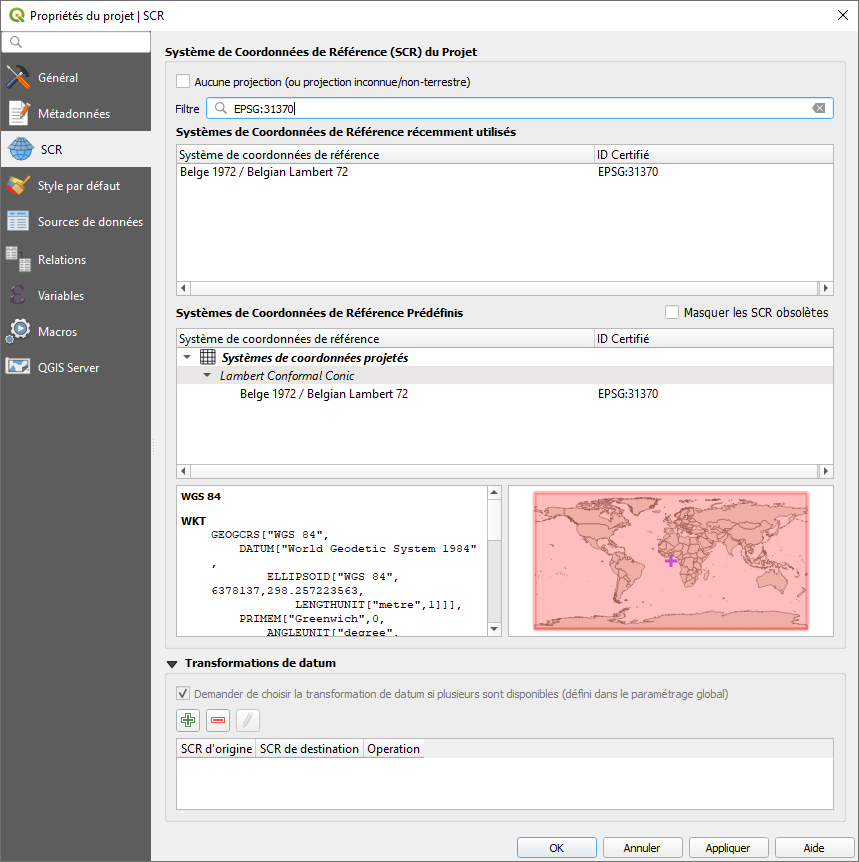 Propriétés du projet | SCR
Système de Coordonnées de Référence (SCR) du Projet
Général
Métadonnées
SCR
Style par défaut
Sources de données
Relations
Variables
Macros
QGIS Server
Aucune projection (ou projection inconnue/non-terrestre)
Filtre EPSG:31370
Systèmes de Coordonnées de Référence récemment utilisés
Système de coordonnées de référence ID Certifié
Belge 1972 / Belgian Lambert 72 EPSG:31370
Systèmes de Coordonnées de Référence Prédéfinis Masquer les SCR obsolètes
Système de coordonnées de référence ID Certifié
Systèmes de coordonnées projetés
Lambert Conformal Conic
Belge 1972 / Belgian Lambert 72 EPSG:31370
WGS 84
WKT
GEOGCRS["WGS 84",
DATUM["World Geodetic System 1984"
,
ELLIPSOID["WGS 84",
6378137,298.257223563,
LENGTHUNIT["metre",1]]],
PRIMEM["Greenwich",0,
ANGLEUNIT["degree",
Transformations de datum
Demander de choisir la transformation de datum si plusieurs sont disponibles (défini dans le paramétrage global)
SCR d'origine SCR de destination Operation
OK Annuler Appliquer Aide